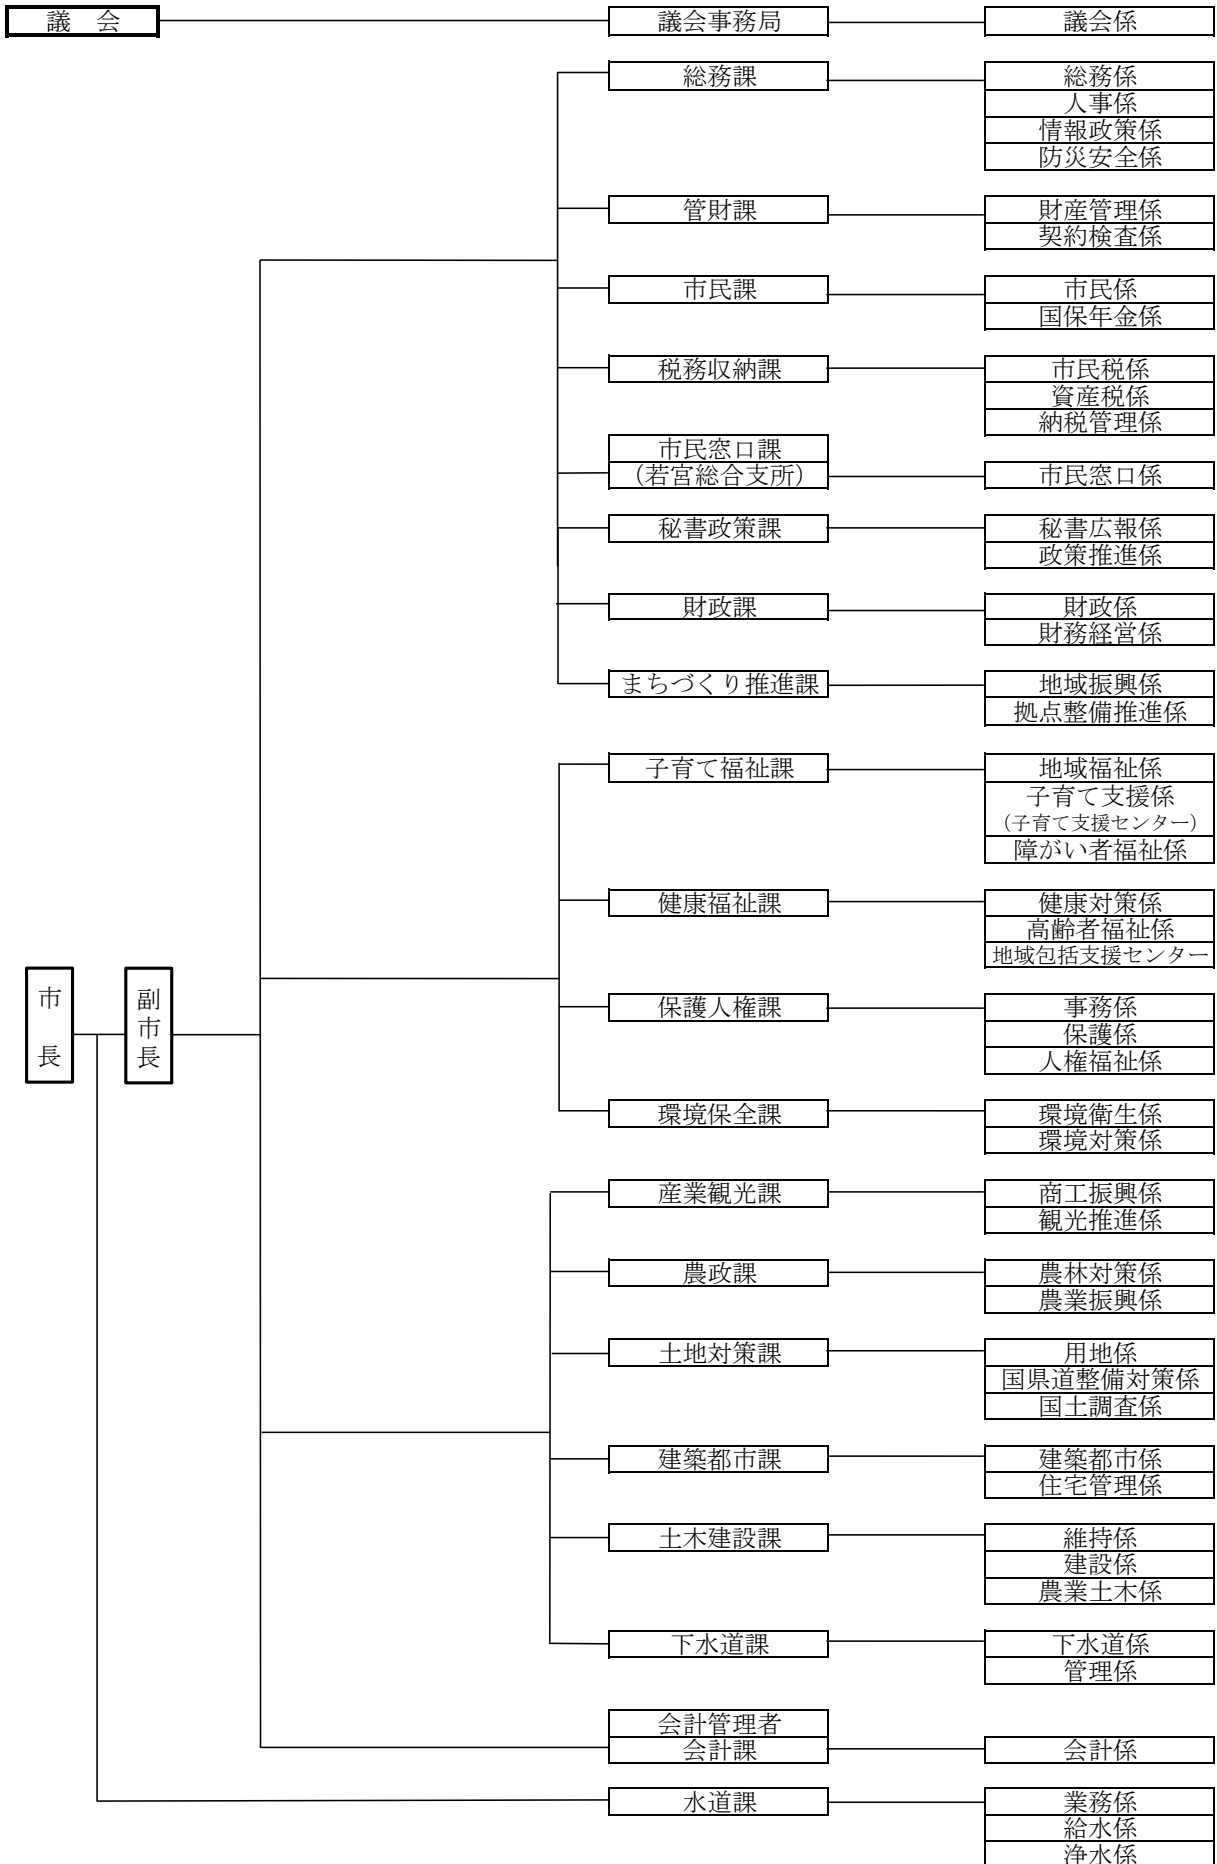 議　会
議会事務局
議会係
総務課
総務係
人事係
情報政策係
防災安全係
管財課
財産管理係
契約検査係
市民課
市民係
国保年金係
税務収納課
市民税係
資産税係
納税管理係
市民窓口課
（若宮総合支所）
市民窓口係
秘書政策課
秘書広報係
政策推進係
財政課
財政係
財務経営係
まちづくり推進課
地域振興係
拠点整備推進係
子育て福祉課
地域福祉係
子育て支援係
（子育て支援センター）
障がい者福祉係
健康福祉課
健康対策係
高齢者福祉係
地域包括支援センター
市長
副市長
保護人権課
事務係
保護係
人権福祉係
環境保全課
環境衛生係
環境対策係
産業観光課
商工振興係
観光推進係
農政課
農林対策係
農業振興係
土地対策課
用地係
国県道整備対策係
国土調査係
建築都市課
建築都市係
住宅管理係
土木建設課
維持係
建設係
農業土木係
下水道課
下水道係
管理係
会計管理者
会計課
会計係
水道課
業務係
給水係
浄水係